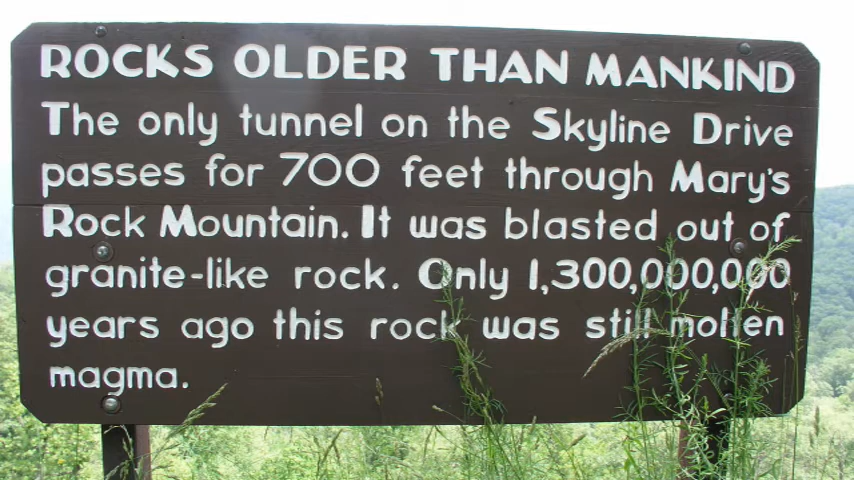 ROCKS OLDER THAN MANKIND
The only tunnel on the Skyline Drive
passes for 700 feet through Mary's
Rock Mountain. It was blasted out of
granite-like rock. Only 1,300,000,000
years ago this rock was still molten
magma.